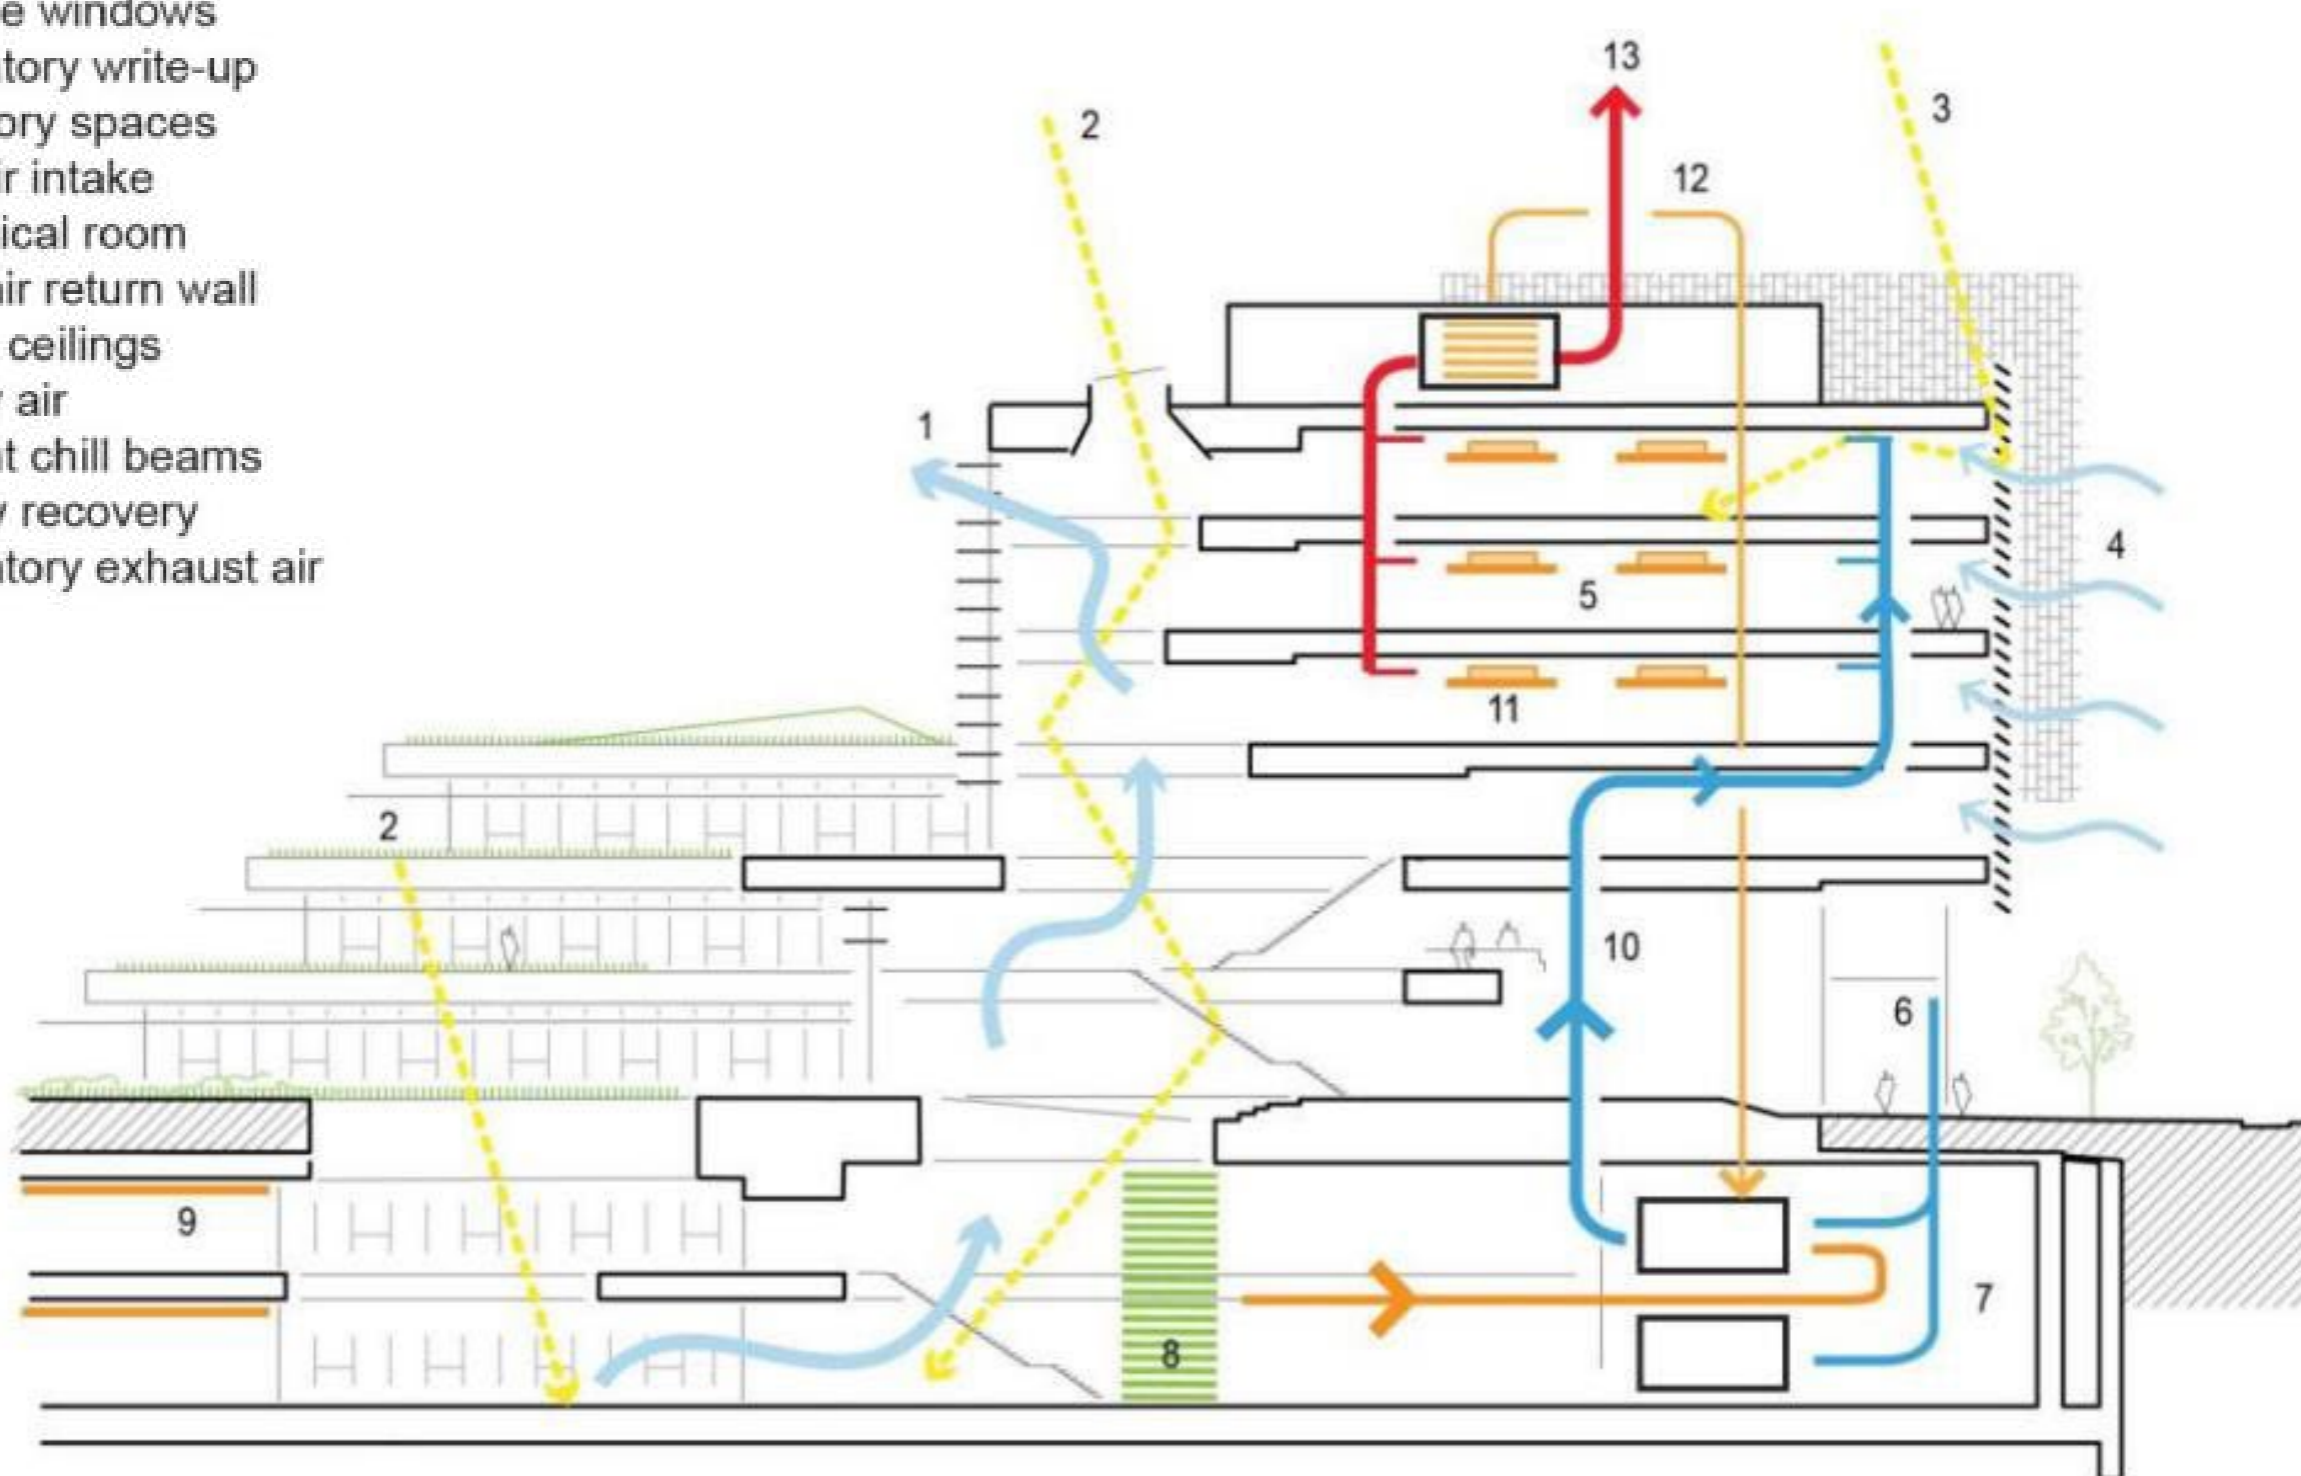 e windows
tory write-up
ory spaces
ir intake
ical room
air return wall
ceilings
air
t chill beams
recovery
tory exhaust air
13
2
3
12
1
4
5
11
2
10
6
9
7
8